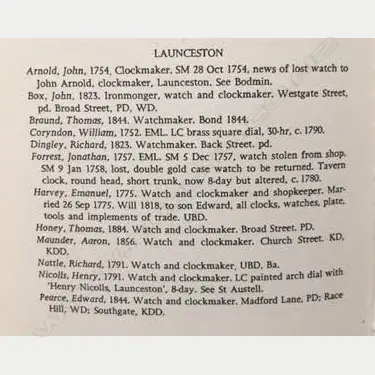 LAUNCESTON
Arnold, John, 1754. Clockmaker. SM 28 Oct 1754, news of lost watch to
John Arnold, clockmaker, Launceston. See Bodmin.
Box, John, 1823. Ironmonger, watch and clockmaker. Westgate Street,
pd. Broad Street, PD, WD.
Braund, Thomas, 1844. Watchmaker. Bond 1844.
Coryndon, William, 1752. EML. LC brass square dial, 30-hr, c. 1790.
Dingley, Richard, 1823. Watchmaker. Back Street. pd.
Forrest, Jonathan, 1757. EML. SM 5 Dec 1757, watch stolen from shop.
SM 9 Jan 1758, lost, double gold case watch to be returned. Tavern
clock, round head, short trunk, now 8-day but altered, c. 1780.
Harvey, Emanuel, 1775. Watch and clockmaker and shopkeeper. Mar-
ried 26 Sep 1775. Will 1818, to son Edward, all clocks, watches, plate,
tools and implements of trade. UBD.
Honey, Thomas, 1884. Watch and clockmaker. Broad Street. PD.
Maunder, Aaron, 1856. Watch and clockmaker. Church Street. KD,
KDD.
Nattle, Richard, 1791. Watch and clockmaker, UBD, Ba.
Nicolls, Henry, 1791. Watch and clockmaker. LC painted arch dial with
'Henry Nicolls, Launceston', 8-day. See St Austell.
Pearce, Edward, 1844. Watch and clockmaker. Madford Lane, PD; Race
Hill, WD; Southgate, KDD.